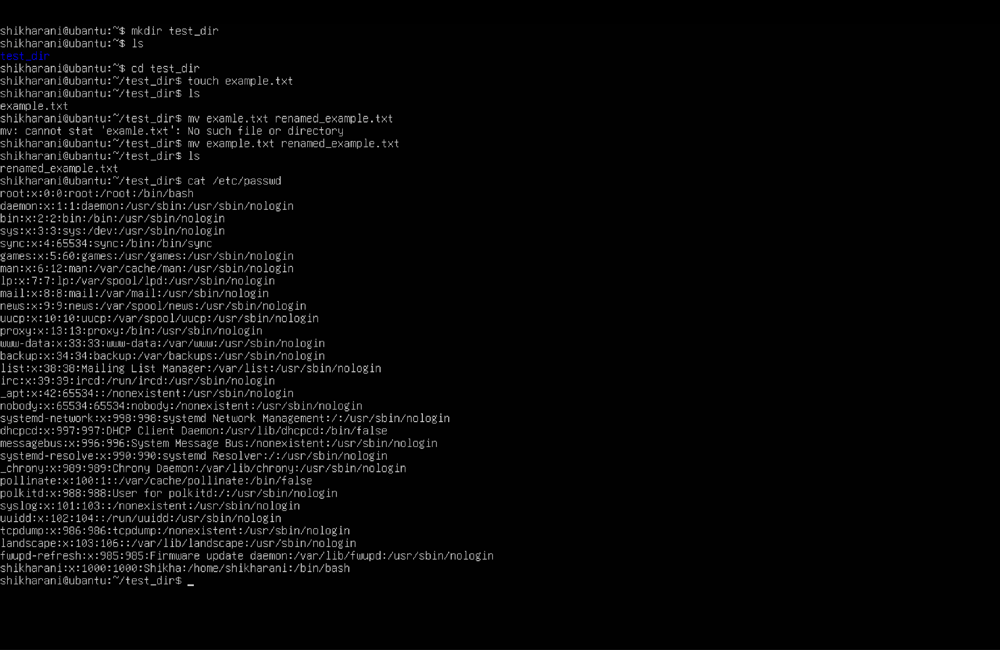 shikharani@ubantu:~$ mkdir test_dir
shikharani@ubantu:~$ ls
test_dir
shikharani@ubantu:~$ cd test_dir
shikharani@ubantu:~/test_dir$ touch example.txt
shikharani@ubantu:~/test_dir$ ls
example.txt
shikharani@ubantu:~/test_dir$ mv examle.txt renamed_example.txt
mv: cannot stat 'examle.txt': No such file or directory
shikharani@ubantu:~/test_dir$ mv example.txt renamed_example.txt
shikharani@ubantu:~/test_dir$ ls
renamed_example.txt
shikharani@ubantu:~/test_dir$ cat /etc/passwd
root:x:0:0:root:/root:/bin/bash
daemon:x:1:1:daemon:/usr/sbin:/usr/sbin/nologin
bin:x:2:2:bin:/bin:/usr/sbin/nologin
sys:x:3:3:sys:/dev:/usr/sbin/nologin
sync:x:4:65534:sync:/bin:/bin/sync
games:x:5:60:games:/usr/games:/usr/sbin/nologin
man:x:6:12:man:/var/cache/man:/usr/sbin/nologin
lp:x:7:7:lp:/var/spool/lpd:/usr/sbin/nologin
mail:x:8:8:mail:/var/mail:/usr/sbin/nologin
news:x:9:9:news:/var/spool/news:/usr/sbin/nologin
uucp:x:10:10:uucp:/var/spool/uucp:/usr/sbin/nologin
proxy:x:13:13:proxy:/bin:/usr/sbin/nologin
www-data:x:33:33:www-data:/var/www:/usr/sbin/nologin
backup:x:34:34:backup:/var/backups:/usr/sbin/nologin
list:x:38:38:Mailing List Manager:/var/list:/usr/sbin/nologin
irc:x:39:39:ircd:/run/ircd:/usr/sbin/nologin
_apt:x:42:65534::/nonexistent:/usr/sbin/nologin
nobody:x:65534:65534:nobody:/nonexistent:/usr/sbin/nologin
systemd-network:x:998:998:systemd Network Management:/:/usr/sbin/nologin
dhcpcd:x:997:997:DHCP Client Daemon:/usr/lib/dhcpcd:/bin/false
messagebus:x:996:996:System Message Bus:/nonexistent:/usr/sbin/nologin
systemd-resolve:x:990:990:systemd Resolver:/:/usr/sbin/nologin
_chrony:x:989:989:Chrony Daemon:/var/lib/chrony:/usr/sbin/nologin
pollinate:x:100:1::/var/cache/pollinate:/bin/false
polkitd:x:988:988:User for polkitd:/:/usr/sbin/nologin
syslog:x:101:103::/nonexistent:/usr/sbin/nologin
uuidd:x:102:104::/run/uuidd:/usr/sbin/nologin
tcpdump:x:986:986:tcpdump:/nonexistent:/usr/sbin/nologin
landscape:x:103:106::/var/lib/landscape:/usr/sbin/nologin
fwupd-refresh:x:985:985:Firmware update daemon:/var/lib/fwupd:/usr/sbin/nologin
shikharani:x:1000:1000:Shikha:/home/shikharani:/bin/bash
shikharani@ubantu:~/test_dir$ _